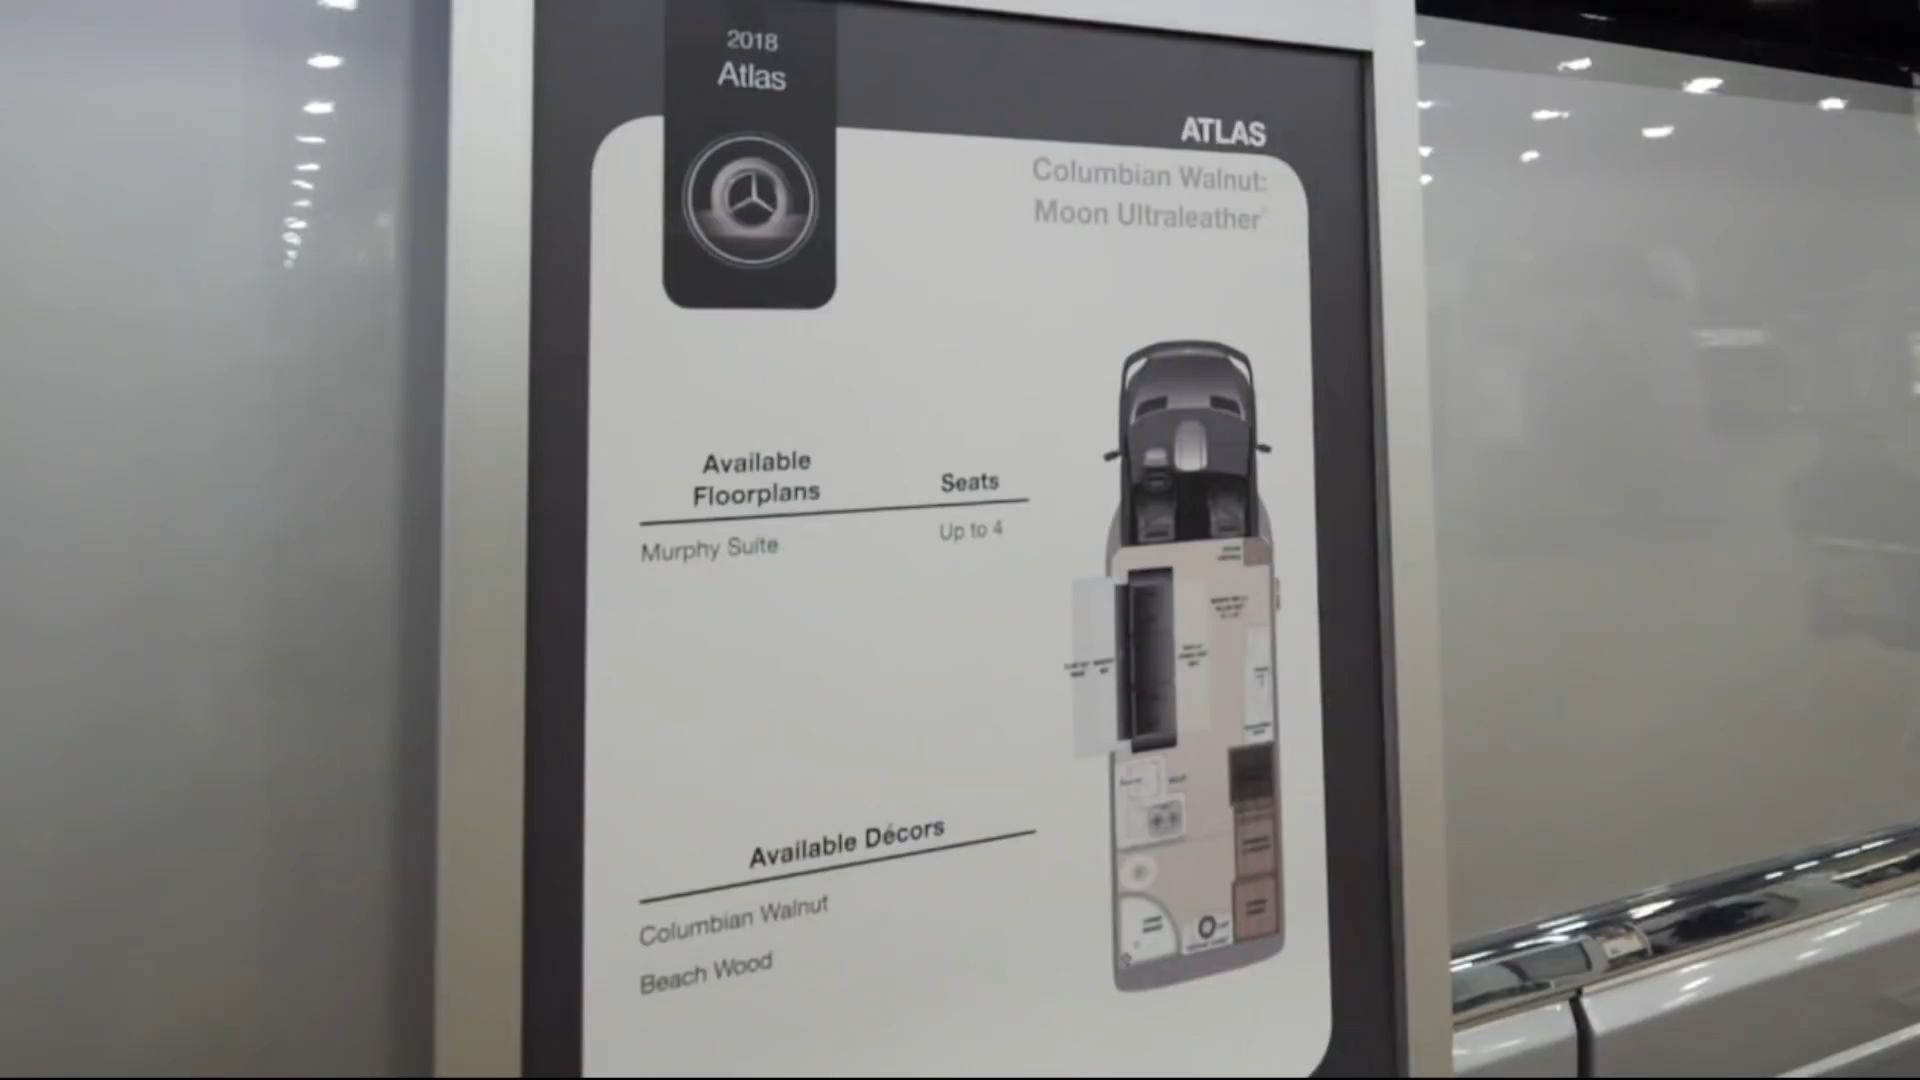 2018
Atlas
ATLAS
Columbian Walnut:
Moon Ultraleather
Available
Floorplans
Seats
Murphy Suite
Up to 4
Available Décors
Columbian Walnut
Beach Wood